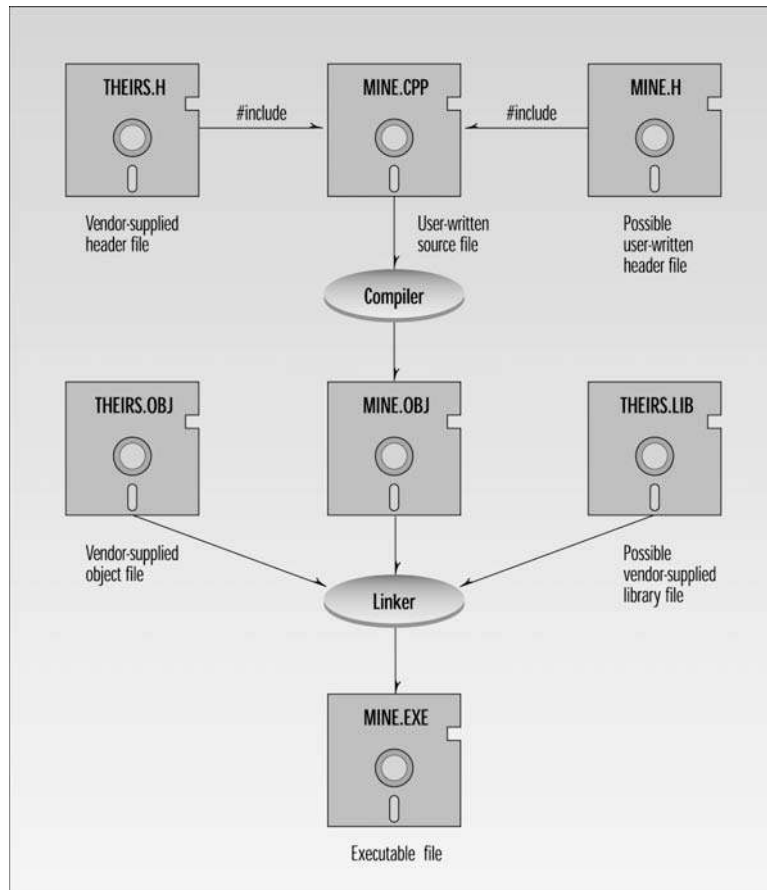 THEIRS.H
MINE.CPP
MINE.H
#include
#include
Vendor-supplied
header file
User-written
source file
Possible
user-written
header file
Compiler
THEIRS.OBJ
MINE.OBJ
THEIRS.LIB
Vendor-supplied
object file
Possible
vendor-supplied
library file
Linker
MINE.EXE
Executable file